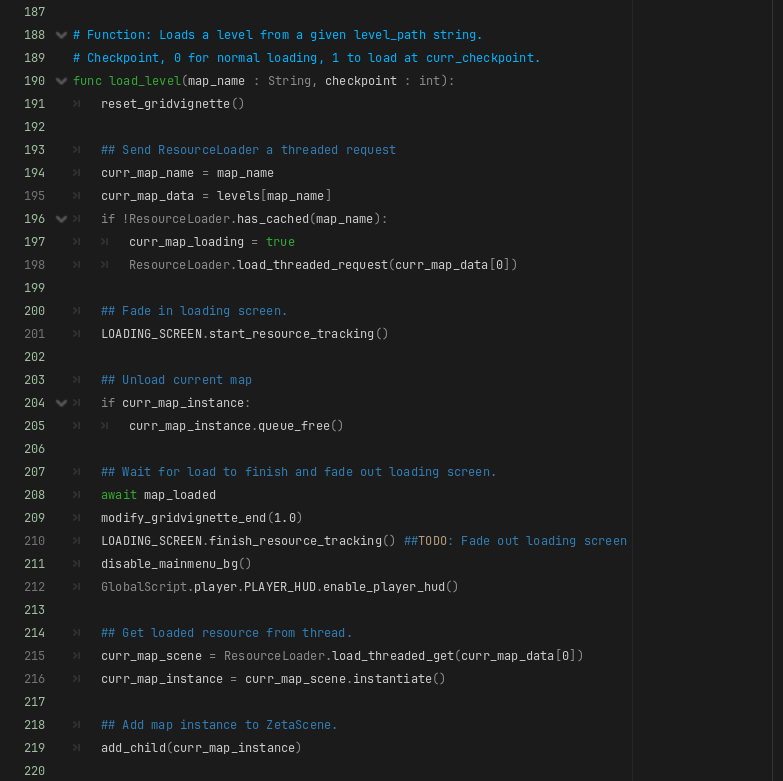 187
188 # Function: Loads a level from a given level_path string.
189 # Checkpoint, 0 for normal loading, 1 to load at curr_checkpoint.
190 func load_level(map_name : String, checkpoint : int):
191 reset_gridvignette()
192
193 ## Send ResourceLoader a threaded request
194 curr_map_name = map_name
195 curr_map_data = levels[map_name]
196 if !ResourceLoader.has_cached(map_name):
197 curr_map_loading = true
198 ResourceLoader.load_threaded_request(curr_map_data[0])
199
200 ## Fade in loading screen.
201 LOADING_SCREEN.start_resource_tracking()
202
203 ## Unload current map
204 if curr_map_instance:
205 curr_map_instance.queue_free()
206
207 ## Wait for load to finish and fade out loading screen.
208 await map_loaded
209 modify_gridvignette_end(1.0)
210 LOADING_SCREEN.finish_resource_tracking() ##TODO: Fade out loading screen
211 disable_mainmenu_bg()
212 GlobalScript.player.PLAYER_HUD.enable_player_hud()
213
214 ## Get loaded resource from thread.
215 curr_map_scene = ResourceLoader.load_threaded_get(curr_map_data[0])
216 curr_map_instance = curr_map_scene.instantiate()
217
218 ## Add map instance to ZetaScene.
219 add_child(curr_map_instance)
220